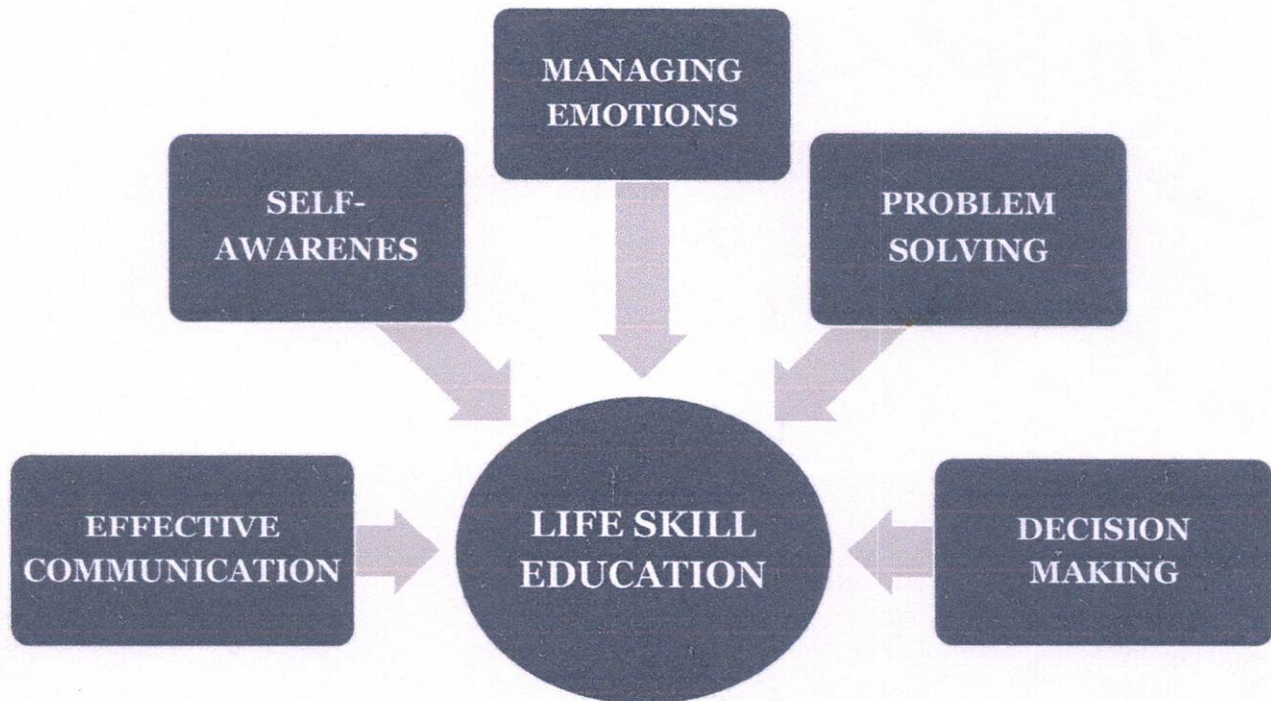 MANAGING
EMOTIONS
SELF-
AWARENES
PROBLEM
SOLVING
EFFECTIVE
COMMUNICATION
LIFE SKILL
EDUCATION
DECISION
MAKING